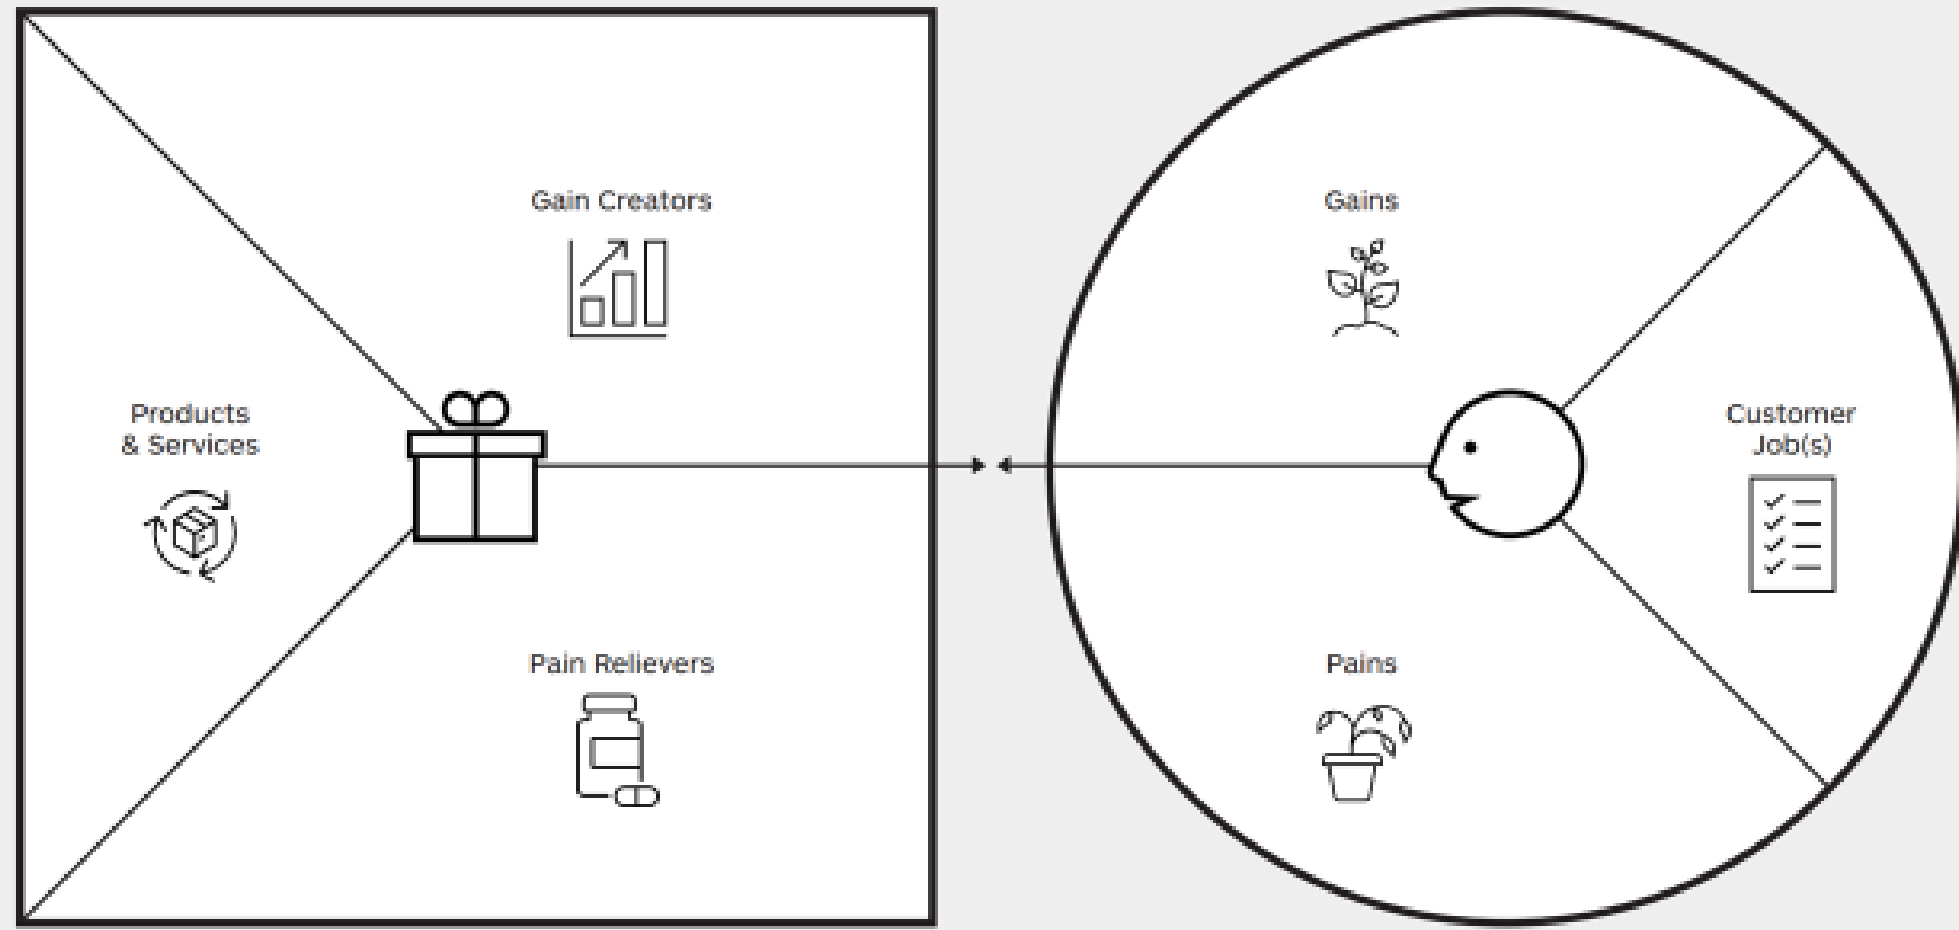 Gain Creators
Products
& Services
Pain Relievers
Gains
Customer
Job(s)
Pains